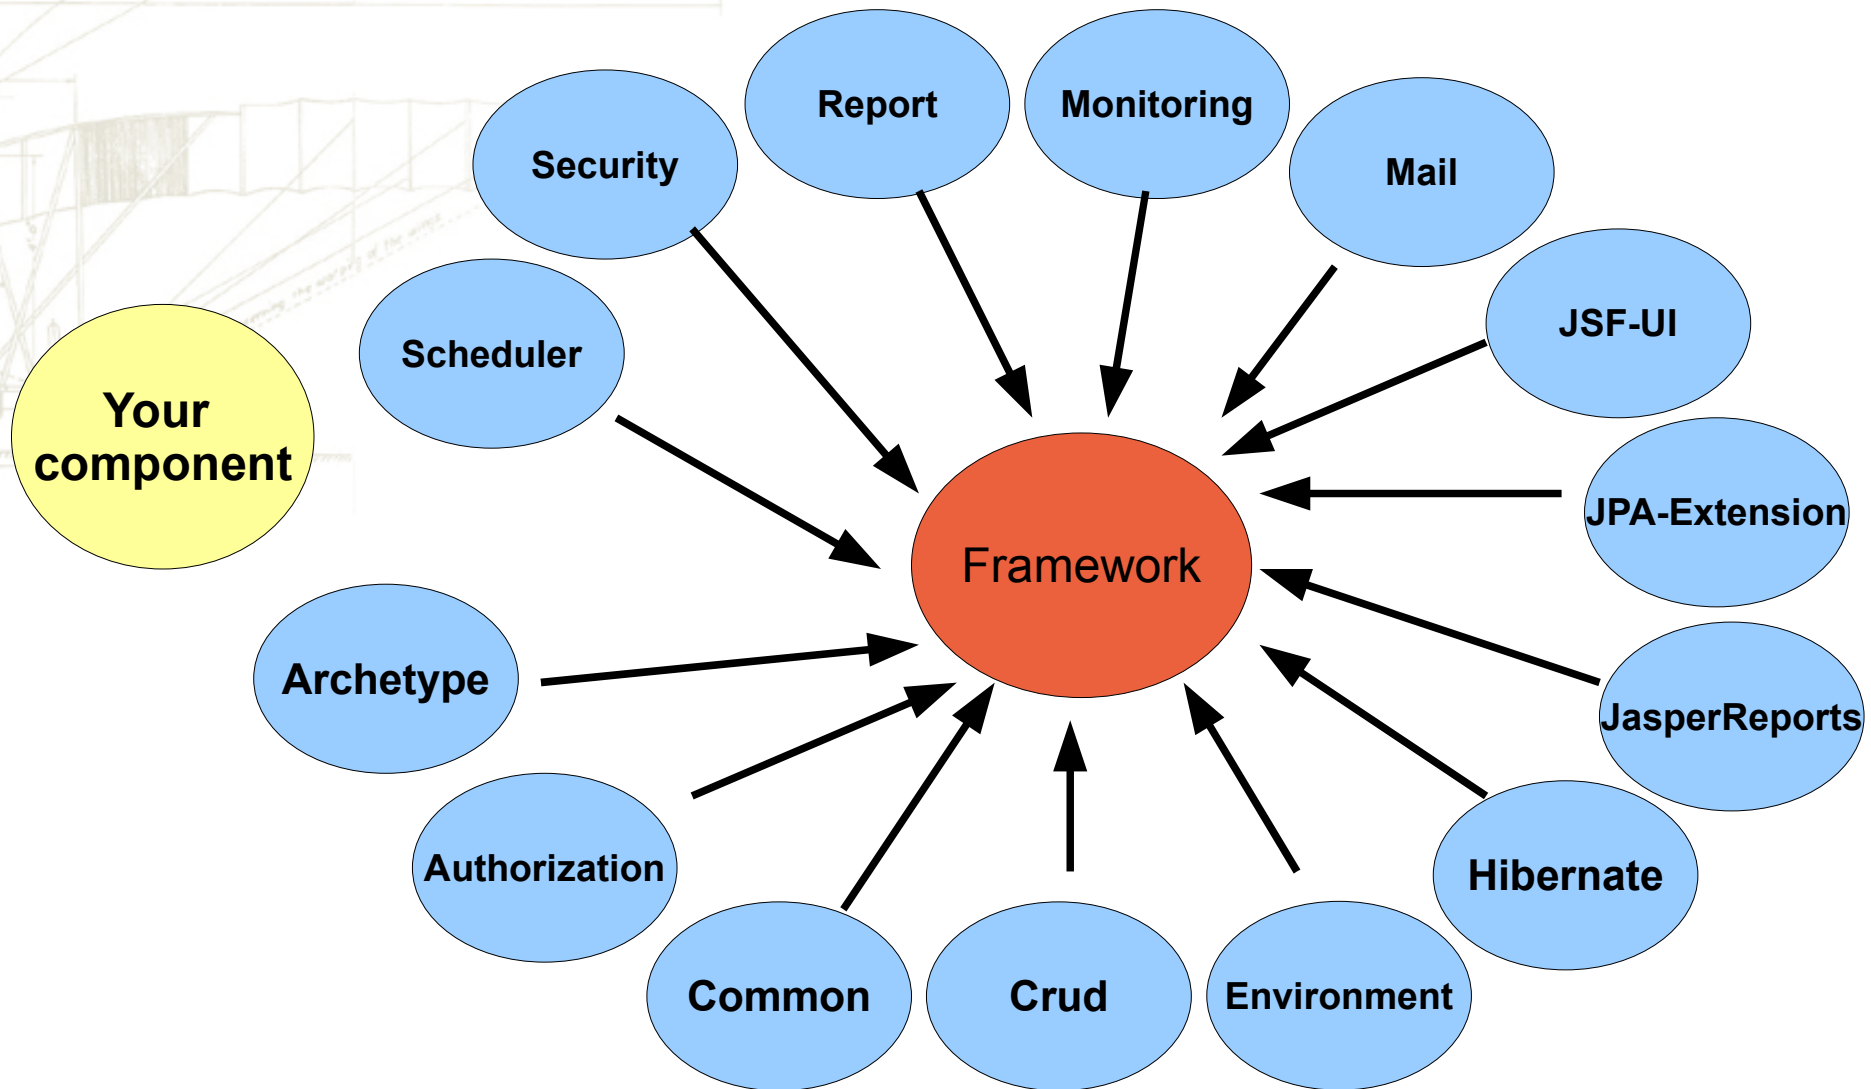 Report
Monitoring
Security
Mail
JSF-UI
Scheduler
Your
component
JPA-Extension
Framework
Archetype
JasperReports
Authorization
Hibernate
Common
Crud
Environment